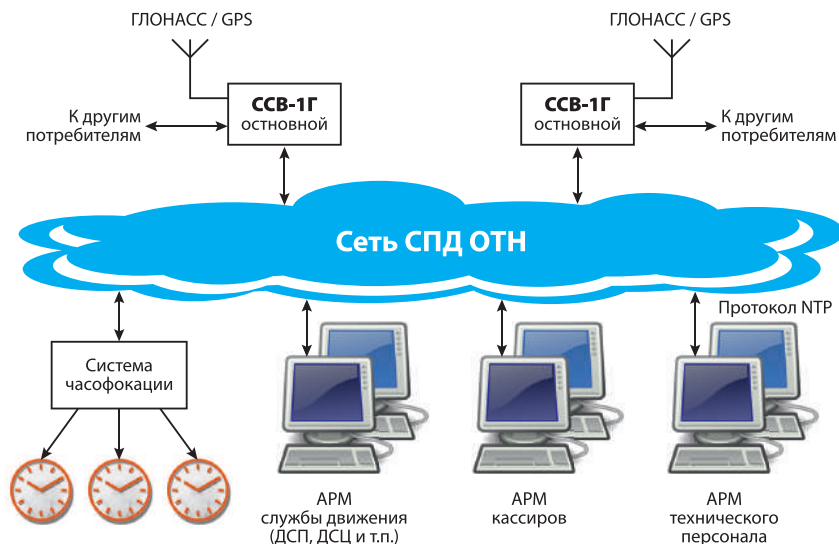 ГЛОНАСС / GPS
ГЛОНАСС / GPS
ССВ-1Г
остновной
ССВ-1Г
остновной
К другим
потребителям
К другим
потребителям
Сеть СПД ОТН
Протокол NTP
Система
часофокации
АРМ
службы движения
(ДСП, ДСЦ и т.п.)
АРМ
кассиров
АРМ
технического
персонала